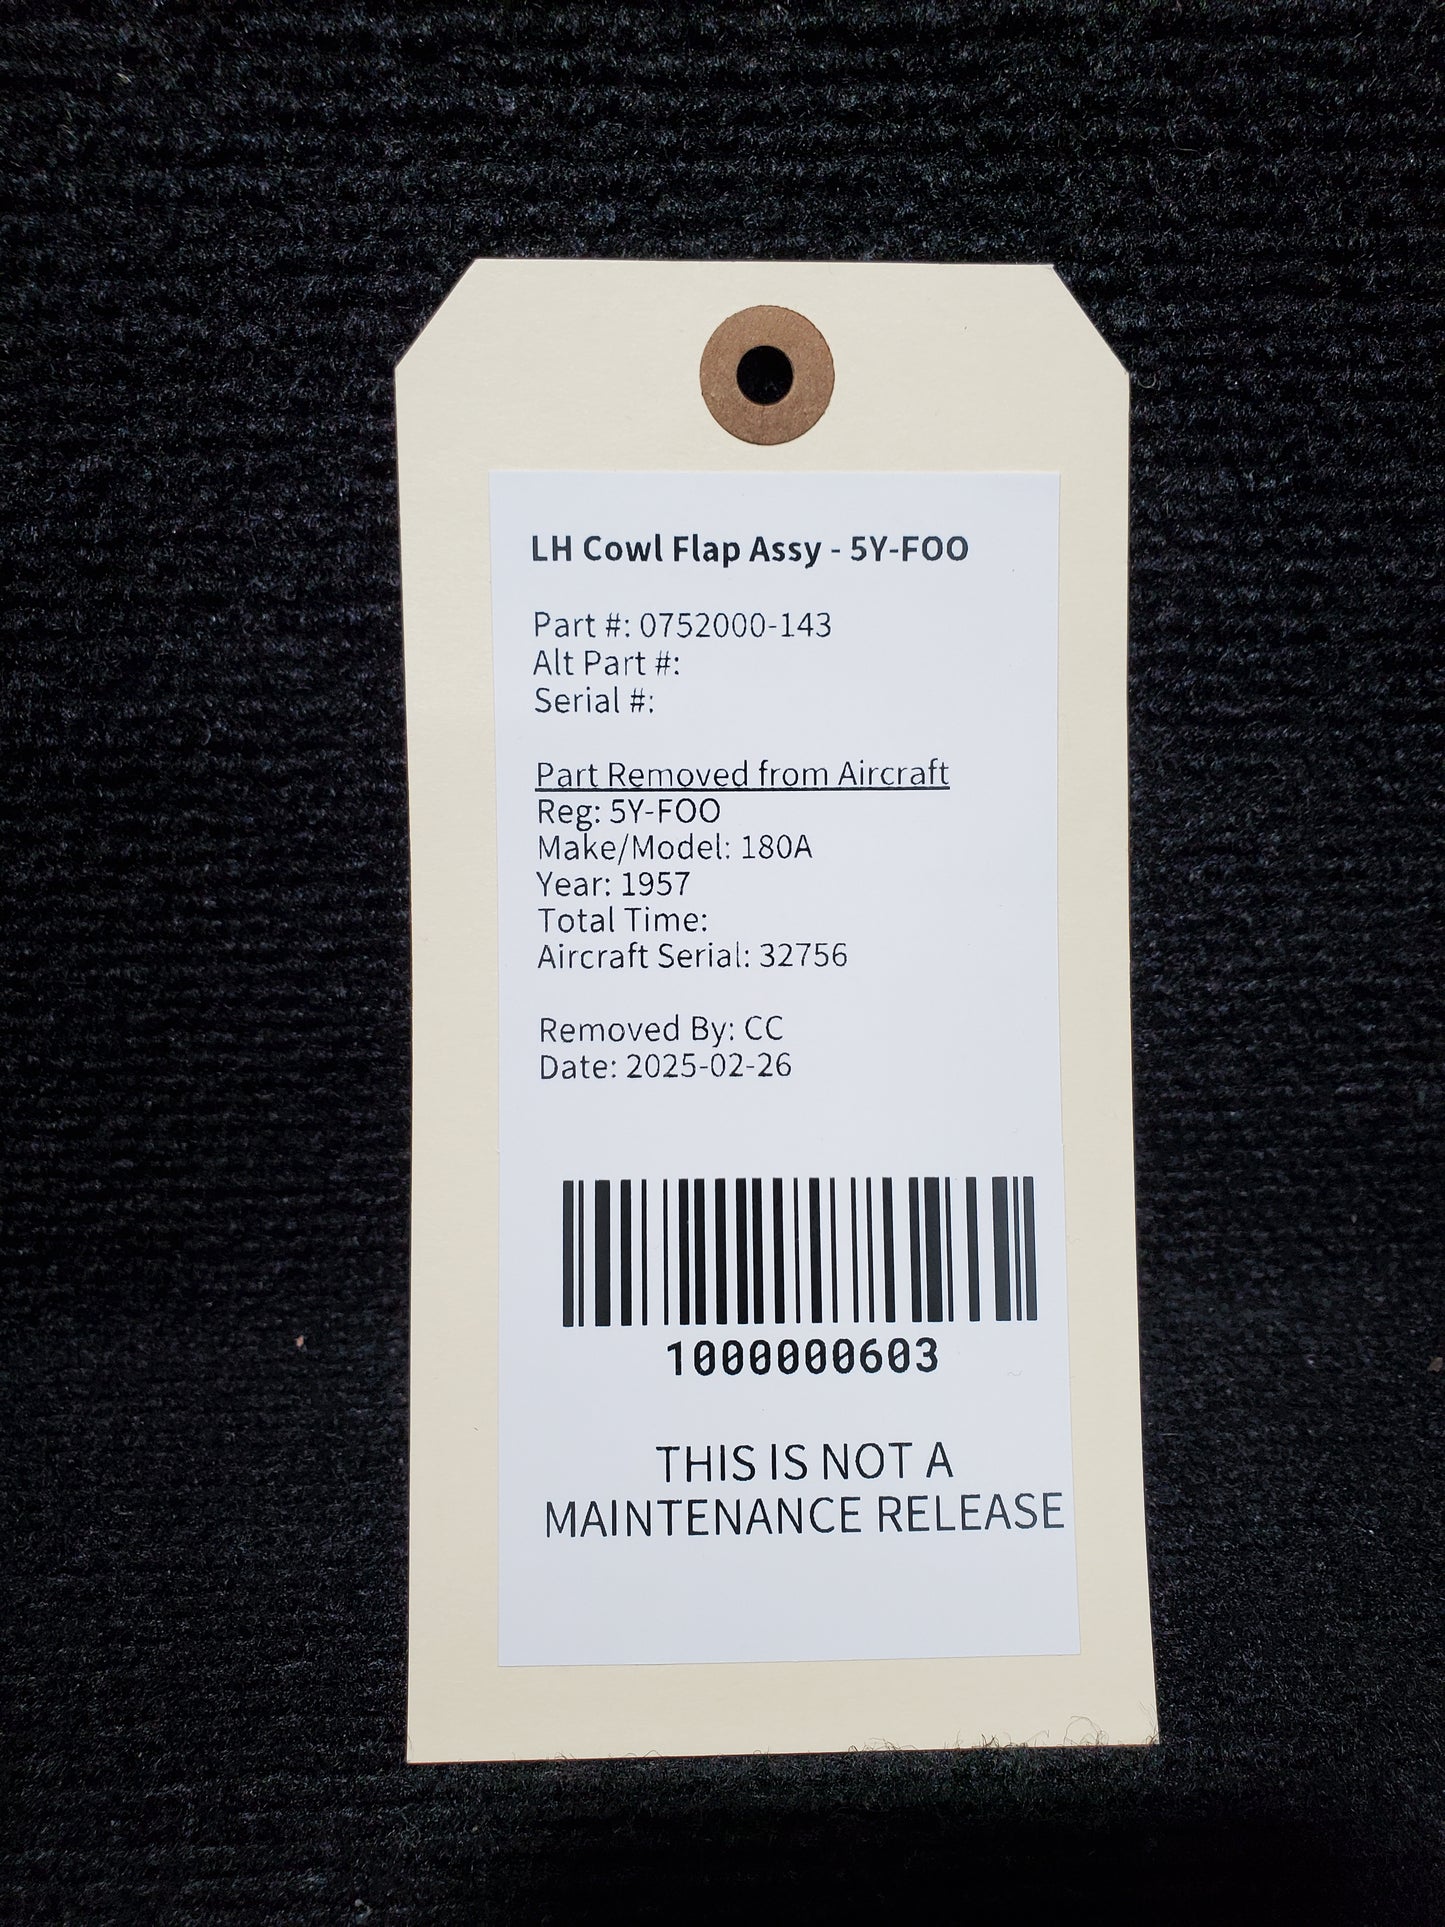 LH Cowl Flap Assy - 5Y-FOO
Part #: 0752000-143
Alt Part #:
Serial #:
Part Removed from Aircraft
Reg: 5Y-FOO
Make/Model: 180A
Year: 1957
Total Time:
Aircraft Serial: 32756
Removed By: CC
Date: 2025-02-26
1000000603
THIS IS NOT A
MAINTENANCE RELEASE